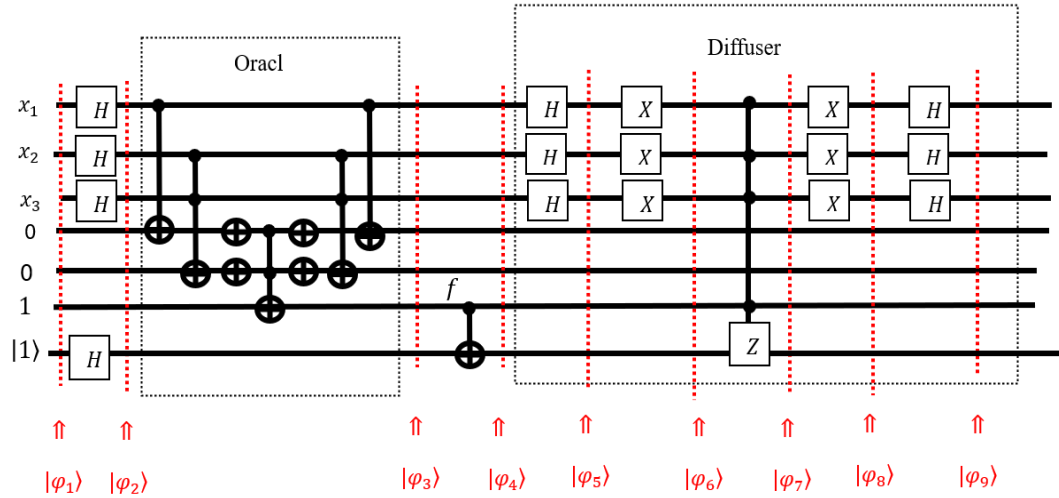 Oracl
Diffuser
x₁ H H X X H
x₂ H H X X H
x₃ H H X X H
0
0
1 f
|1⟩ H Z
⇑ ⇑ ⇑ ⇑ ⇑ ⇑ ⇑ ⇑ ⇑
|φ₁⟩ |φ₂⟩ |φ₃⟩ |φ₄⟩ |φ₅⟩ |φ₆⟩ |φ₇⟩ |φ₈⟩ |φ₉⟩